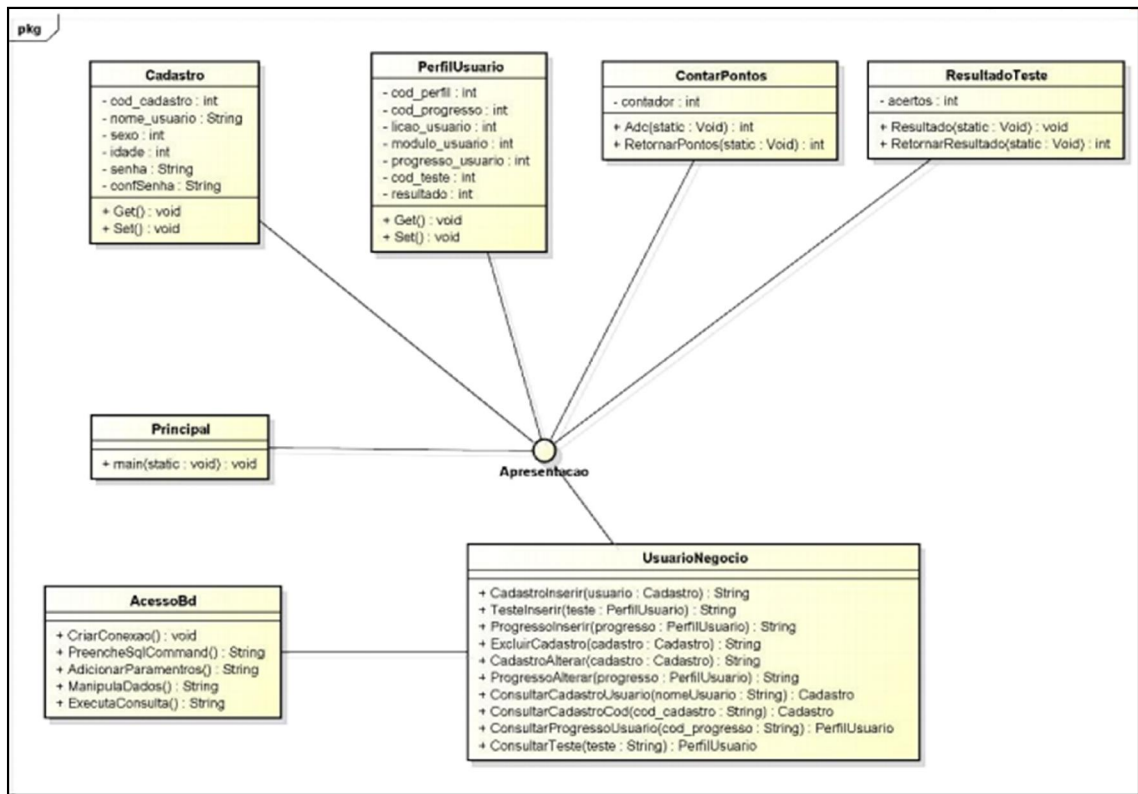 pkg
Cadastro
- cod_cadastro : int
- nome_usuario : String
- sexo : int
- idade : int
- senha : String
- confSenha : String
+ Get() : void
+ Set() : void
PerfilUsuario
- cod_perfil : int
- cod_progresso : int
- licao_usuario : int
- modulo_usuario : int
- progresso_usuario : int
- cod_teste : int
- resultado : int
+ Get() : void
+ Set() : void
ContarPontos
- contador : int
+ Adc(static : Void) : int
+ RetornarPontos(static : Void) : int
ResultadoTeste
- acertos : int
+ Resultado(static : Void) : void
+ RetornarResultado(static : Void) : int
Principal
+ main(static : void) : void
Apresentacao
AcessoBd
+ CriarConexao() : void
+ PreencheSqlCommand() : String
+ AdicionarParamentros() : String
+ ManipulaDados() : String
+ ExecutaConsulta() : String
UsuarioNegocio
+ CadastroInserir(usuario : Cadastro) : String
+ TesteInserir(teste : PerfilUsuario) : String
+ ProgressoInserir(progresso : PerfilUsuario) : String
+ ExcluirCadastro(cadastro : Cadastro) : String
+ CadastroAlterar(cadastro : Cadastro) : String
+ ProgressoAlterar(progresso : PerfilUsuario) : String
+ ConsultarCadastroUsuario(nomeUsuario : String) : Cadastro
+ ConsultarCadastroCod(cod_cadastro : String) : Cadastro
+ ConsultarProgressoUsuario(cod_progresso : String) : PerfilUsuario
+ ConsultarTeste(teste : String) : PerfilUsuario